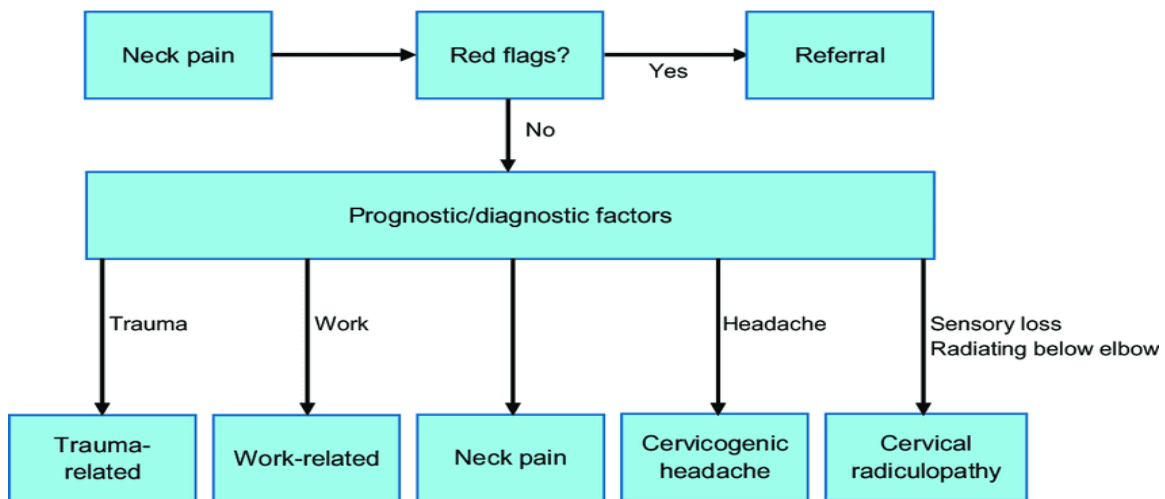 Neck pain
Red flags?
Yes
Referral
No
Prognostic/diagnostic factors
Trauma
Work
Headache
Sensory loss
Radiating below elbow
Trauma-
related
Work-related
Neck pain
Cervicogenic
headache
Cervical
radiculopathy